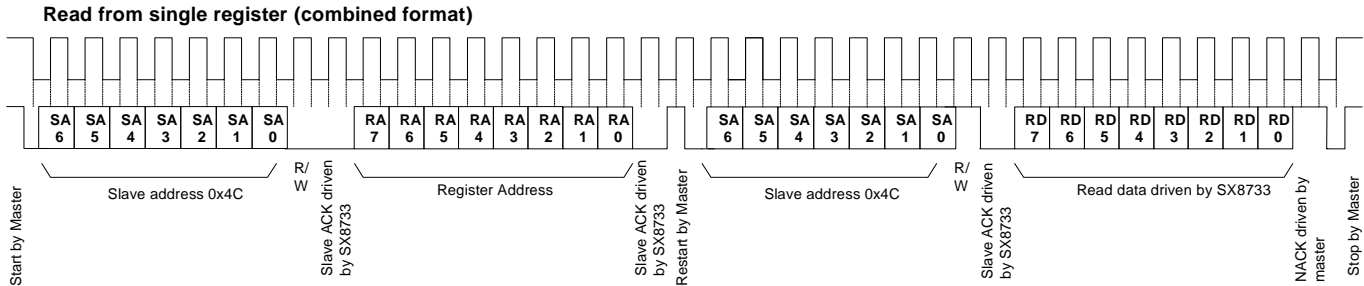 Read from single register (combined format)
SA 6 SA 5 SA 4 SA 3 SA 2 SA 1 SA 0
RA 7 RA 6 RA 5 RA 4 RA 3 RA 2 RA 1 RA 0
SA 6 SA 5 SA 4 SA 3 SA 2 SA 1 SA 0
RD 7 RD 6 RD 5 RD 4 RD 3 RD 2 RD 1 RD 0
Start by Master
Slave address 0x4C
R/
W
Slave ACK driven
by SX8733
Register Address
Slave ACK driven
by SX8733
Restart by Master
Slave address 0x4C
R/
W
Slave ACK driven
by SX8733
Read data driven by SX8733
NACK driven by
master
Stop by Master